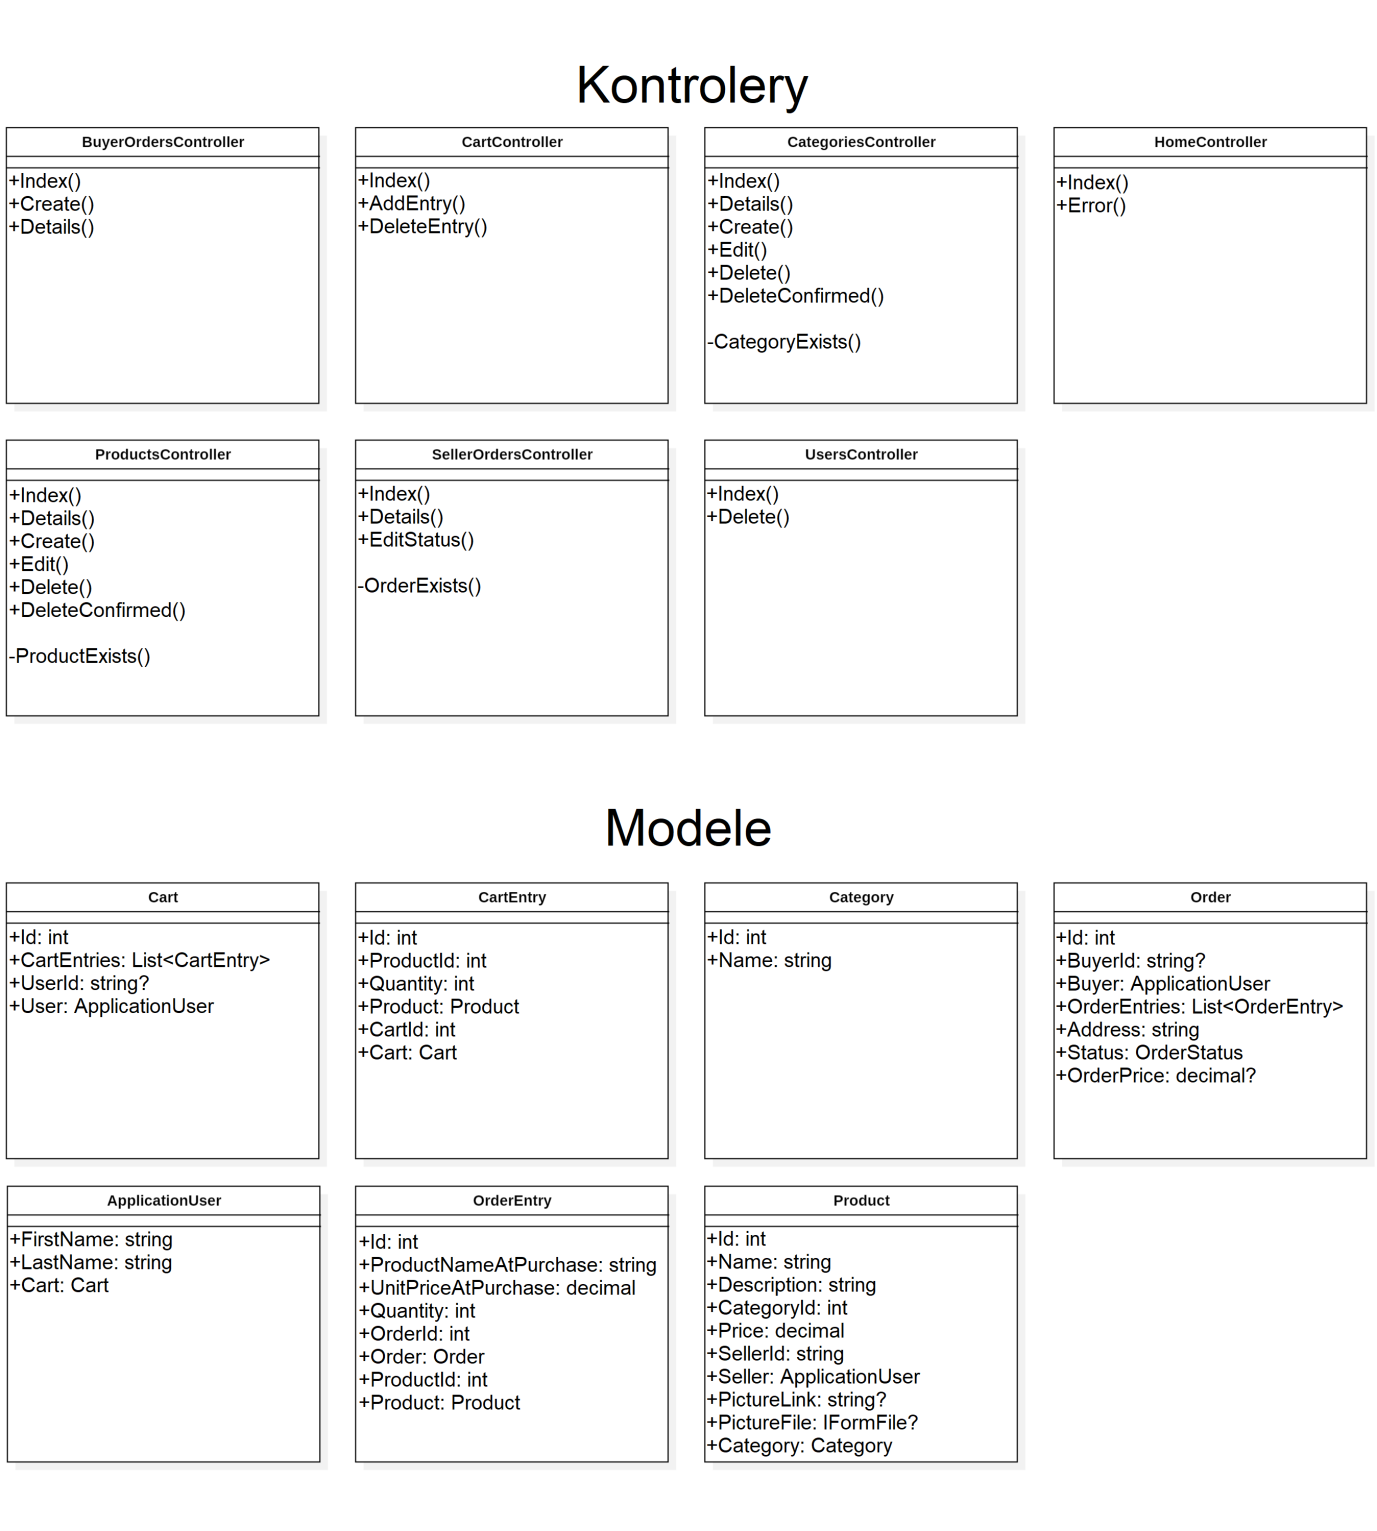 Kontrolery
BuyerOrdersController
+Index()
+Create()
+Details()
CartController
+Index()
+AddEntry()
+DeleteEntry()
CategoriesController
+Index()
+Details()
+Create()
+Edit()
+Delete()
+DeleteConfirmed()
-CategoryExists()
HomeController
+Index()
+Error()
ProductsController
+Index()
+Details()
+Create()
+Edit()
+Delete()
+DeleteConfirmed()
-ProductExists()
SellerOrdersController
+Index()
+Details()
+EditStatus()
-OrderExists()
UsersController
+Index()
+Delete()
Modele
Cart
+Id: int
+CartEntries: List<CartEntry>
+UserId: string?
+User: ApplicationUser
CartEntry
+Id: int
+ProductId: int
+Quantity: int
+Product: Product
+CartId: int
+Cart: Cart
Category
+Id: int
+Name: string
Order
+Id: int
+BuyerId: string?
+Buyer: ApplicationUser
+OrderEntries: List<OrderEntry>
+Address: string
+Status: OrderStatus
+OrderPrice: decimal?
ApplicationUser
+FirstName: string
+LastName: string
+Cart: Cart
OrderEntry
+Id: int
+ProductNameAtPurchase: string
+UnitPriceAtPurchase: decimal
+Quantity: int
+OrderId: int
+Order: Order
+ProductId: int
+Product: Product
Product
+Id: int
+Name: string
+Description: string
+CategoryId: int
+Price: decimal
+SellerId: string
+Seller: ApplicationUser
+PictureLink: string?
+PictureFile: IFormFile?
+Category: Category